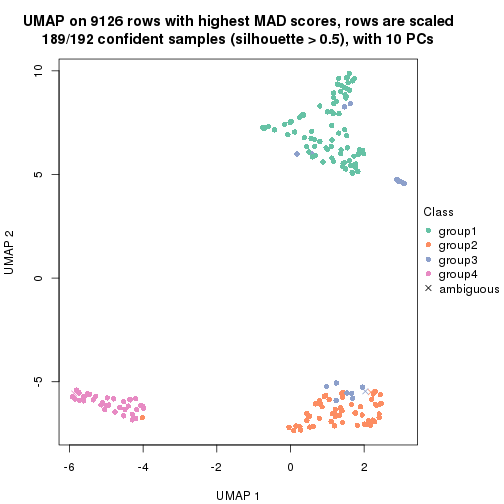 UMAP on 9126 rows with highest MAD scores, rows are scaled
189/192 confident samples (silhouette > 0.5), with 10 PCs
10
5
0
-5
UMAP 2
-6
-4
-2
0
2
UMAP 1
Class
group1
group2
group3
group4
ambiguous